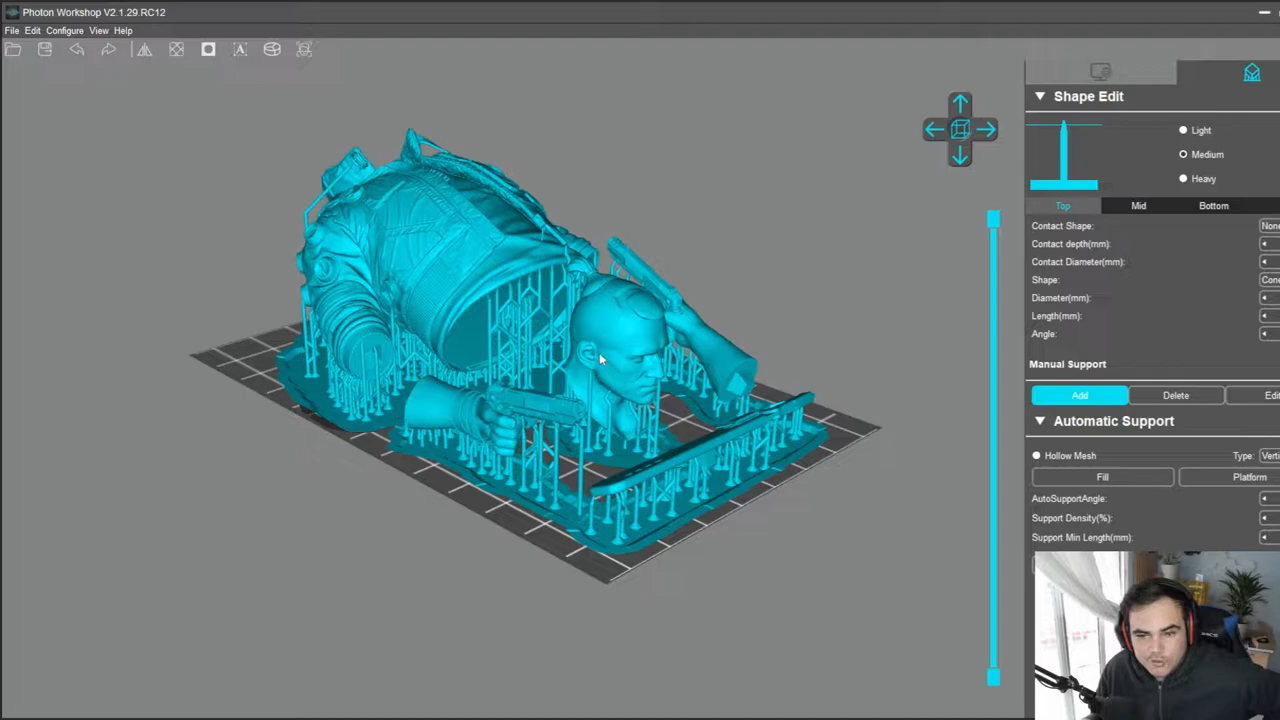 Photon Workshop V2.1.29.RC12
File Edit Configure View Help
Shape Edit
Light
Medium
Heavy
Top Mid Bottom
Contact Shape: None
Contact depth(mm):
Contact Diameter(mm):
Shape:
Diameter(mm):
Length(mm):
Angle:
Manual Support
Add Delete Edit
Automatic Support
Hollow Mesh Type:
Fill Platform
AutoSupportAngle:
Support Density(%):
Support Min Length(mm):